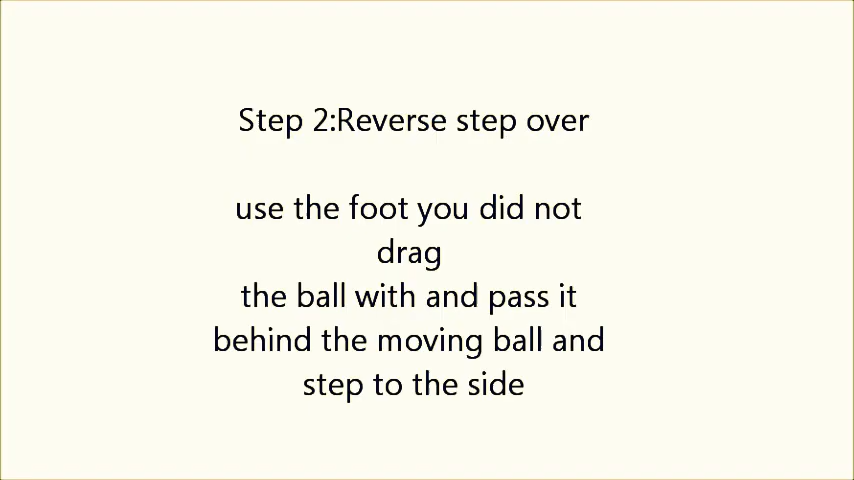 Step 2:Reverse step over
use the foot you did not
drag
the ball with and pass it
behind the moving ball and
step to the side